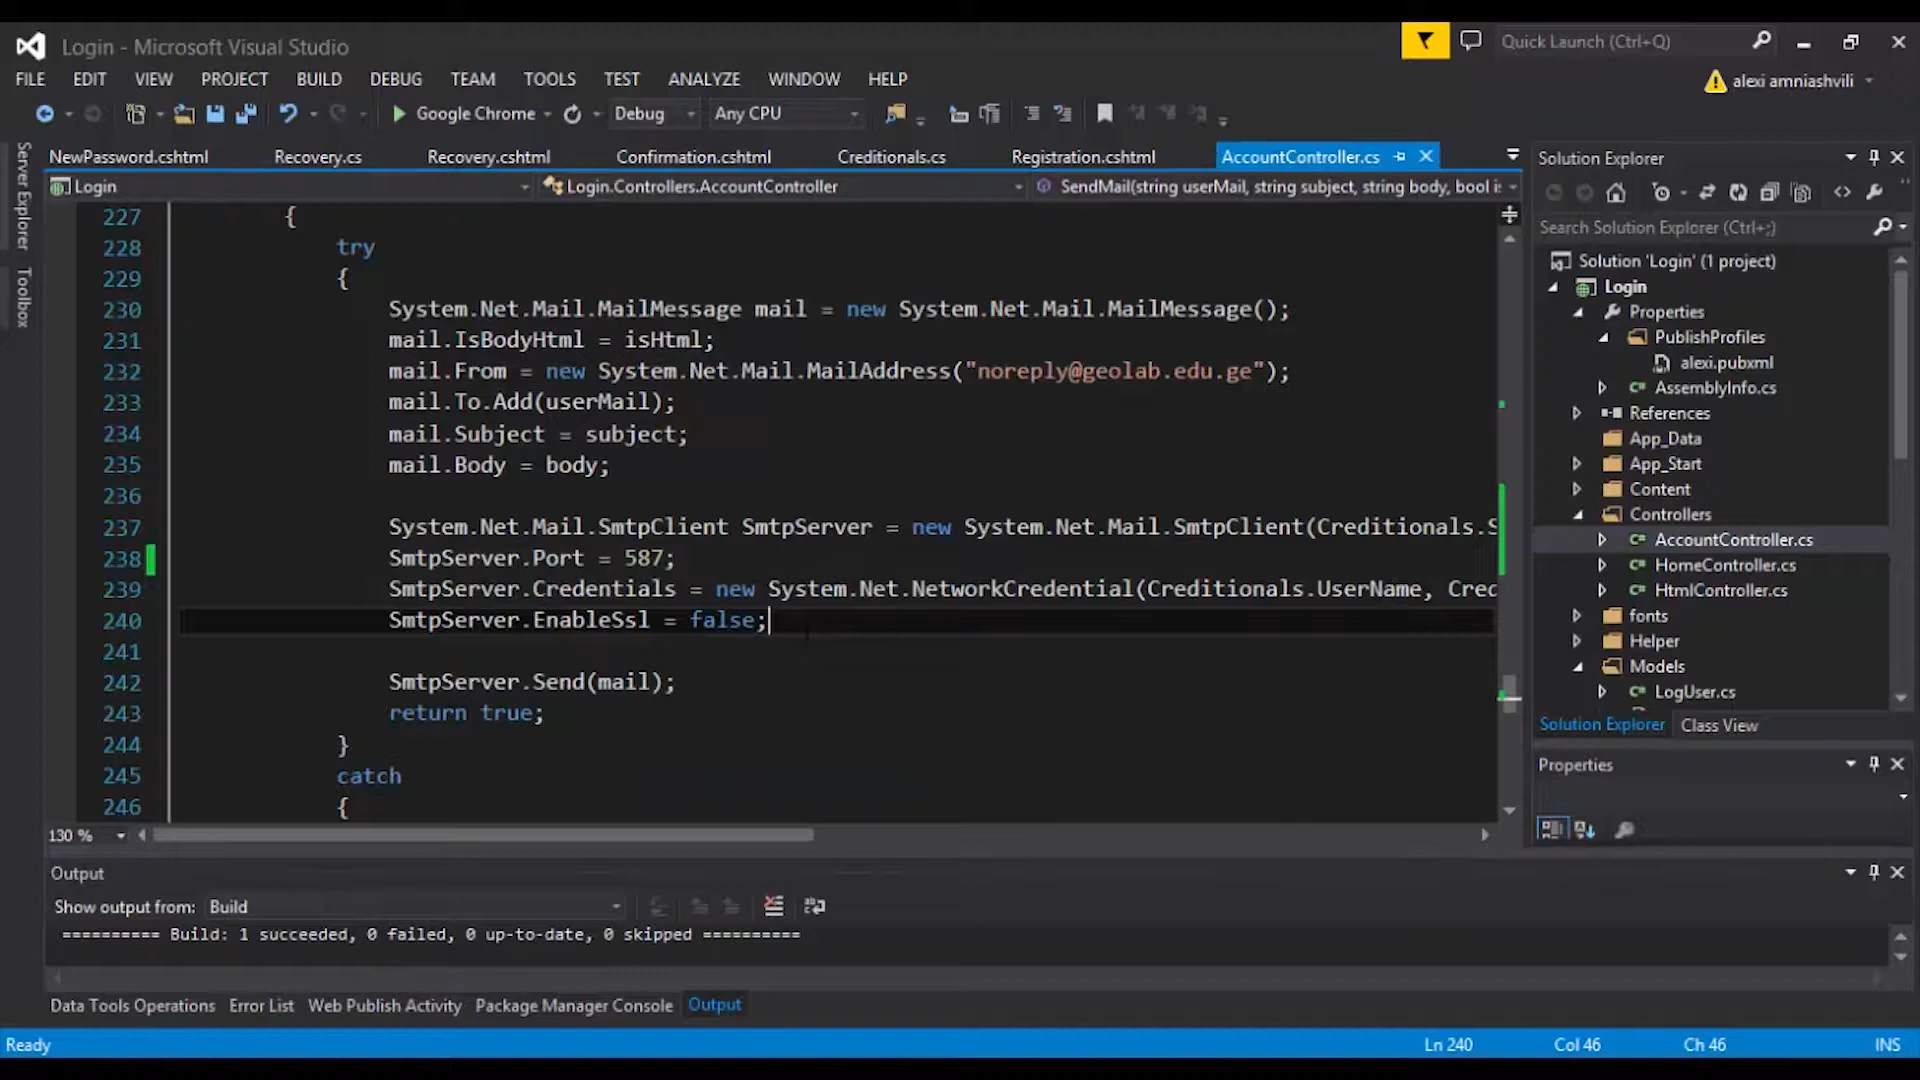 Login - Microsoft Visual Studio
Quick Launch (Ctrl+Q)
FILE EDIT VIEW PROJECT BUILD DEBUG TEAM TOOLS TEST ANALYZE WINDOW HELP
alexi amniashvili
Google Chrome Debug Any CPU
NewPassword.cshtml Recovery.cs Recovery.cshtml Confirmation.cshtml Creditionals.cs Registration.cshtml AccountController.cs
Login Login.Controllers.AccountController SendMail(string userMail, string subject, string body, bool is
Server Explorer
Toolbox
227 {
228 try
229 {
230 System.Net.Mail.MailMessage mail = new System.Net.Mail.MailMessage();
231 mail.IsBodyHtml = isHtml;
232 mail.From = new System.Net.Mail.MailAddress("noreply@geolab.edu.ge");
233 mail.To.Add(userMail);
234 mail.Subject = subject;
235 mail.Body = body;
236
237 System.Net.Mail.SmtpClient SmtpServer = new System.Net.Mail.SmtpClient(Creditionals.S
238 SmtpServer.Port = 587;
239 SmtpServer.Credentials = new System.Net.NetworkCredential(Creditionals.UserName, Cred
240 SmtpServer.EnableSsl = false;
241
242 SmtpServer.Send(mail);
243 return true;
244 }
245 catch
246 {
130 %
Solution Explorer
Search Solution Explorer (Ctrl+;)
Solution 'Login' (1 project)
Login
Properties
PublishProfiles
alexi.pubxml
C# AssemblyInfo.cs
References
App_Data
App_Start
Content
Controllers
C# AccountController.cs
C# HomeController.cs
C# HtmlController.cs
fonts
Helper
Models
C# LogUser.cs
Solution Explorer Class View
Properties
Output
Show output from: Build
========== Build: 1 succeeded, 0 failed, 0 up-to-date, 0 skipped ==========
Data Tools Operations Error List Web Publish Activity Package Manager Console Output
Ready Ln 240 Col 46 Ch 46 INS